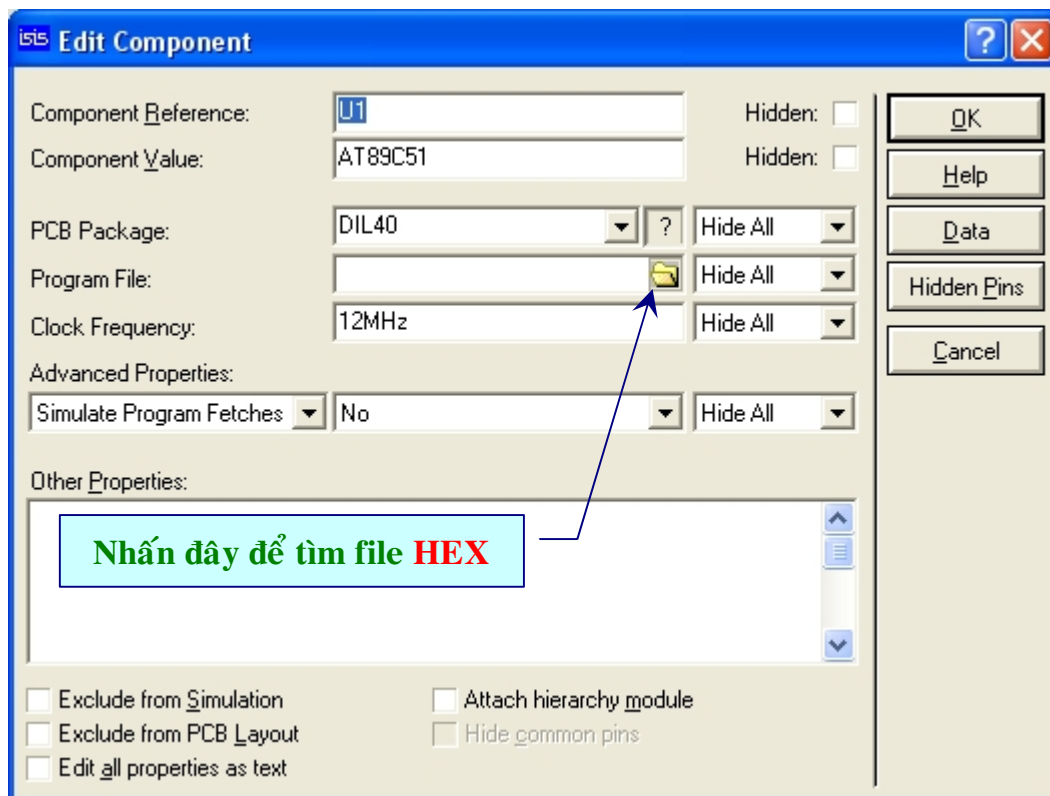 isis Edit Component
Component Reference: U1 Hidden:
Component Value: AT89C51 Hidden:
PCB Package: DIL40 ? Hide All
Program File: Hide All
Clock Frequency: 12MHz Hide All
Advanced Properties:
Simulate Program Fetches No Hide All
Other Properties:
Nhấn đây để tìm file HEX
Exclude from Simulation Attach hierarchy module
Exclude from PCB Layout Hide common pins
Edit all properties as text
?
OK
Help
Data
Hidden Pins
Cancel